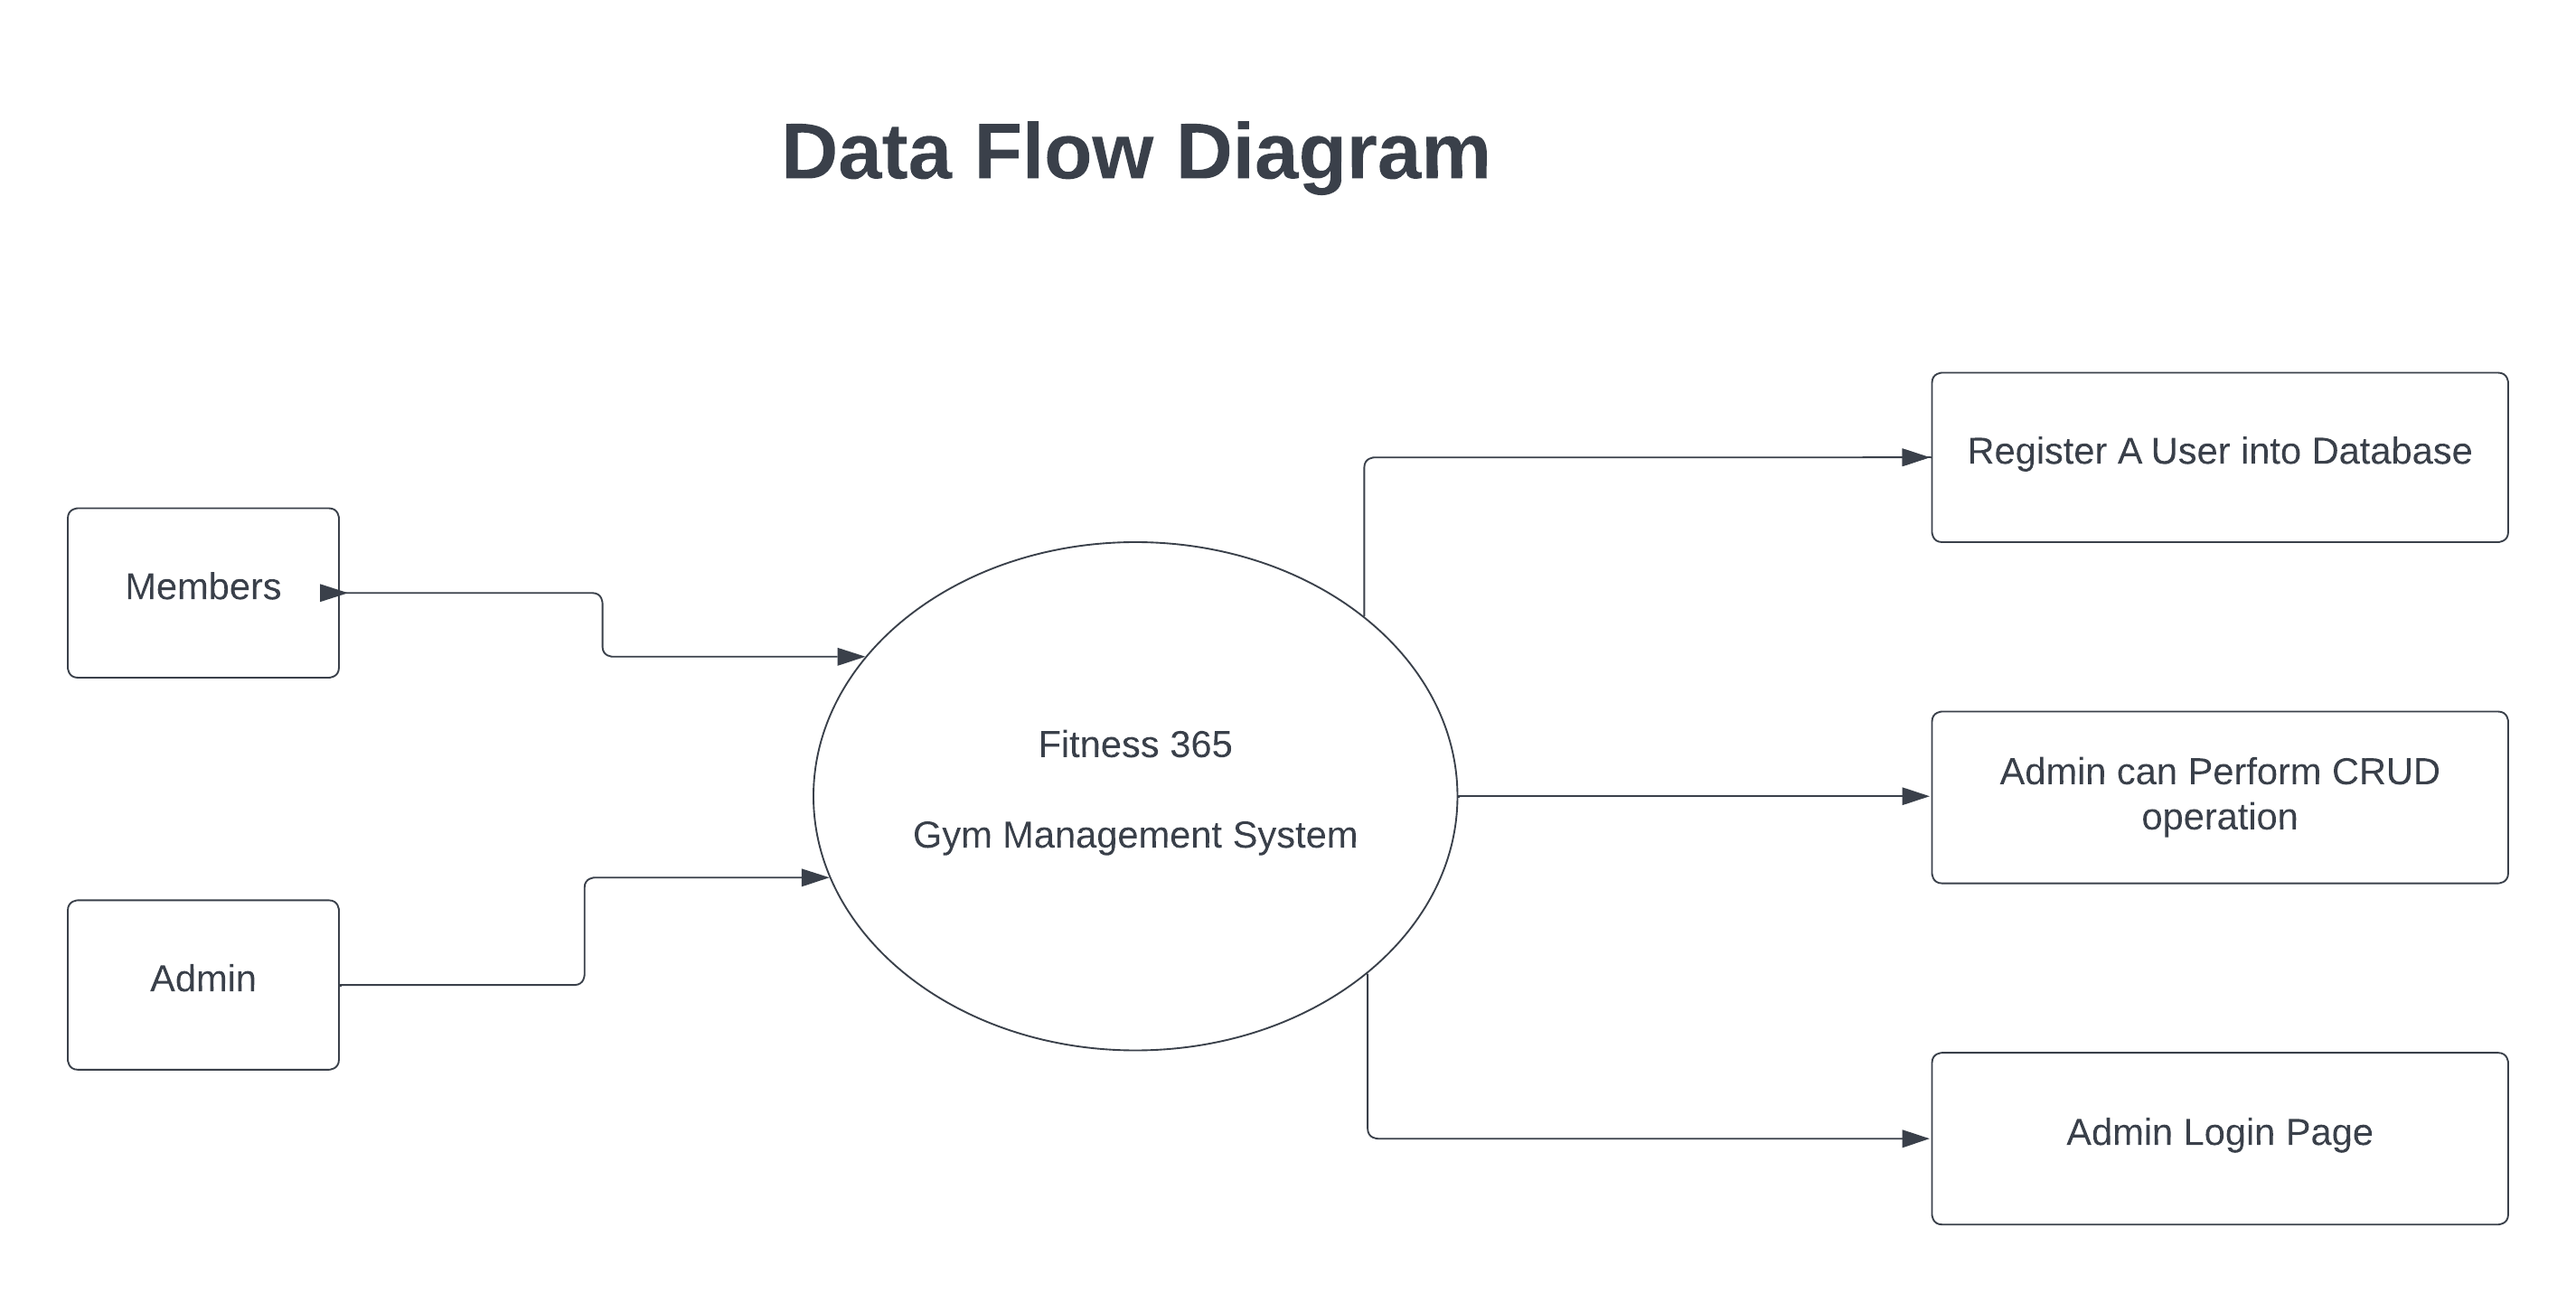 Data Flow Diagram
Register A User into Database
Members
Fitness 365
Gym Management System
Admin can Perform CRUD
operation
Admin
Admin Login Page